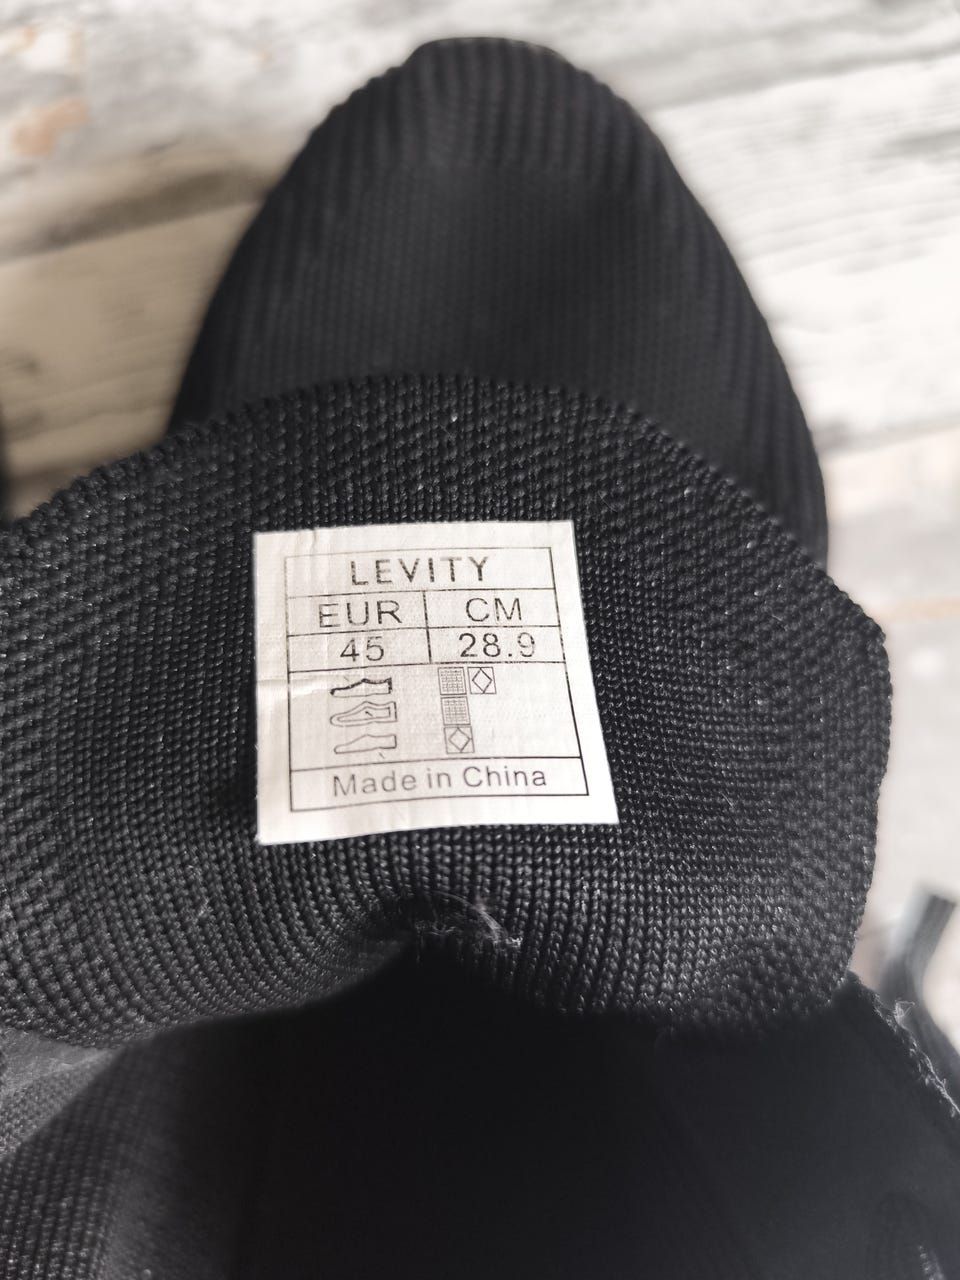 LEVITY
EUR CM
45 28.9
Made in China